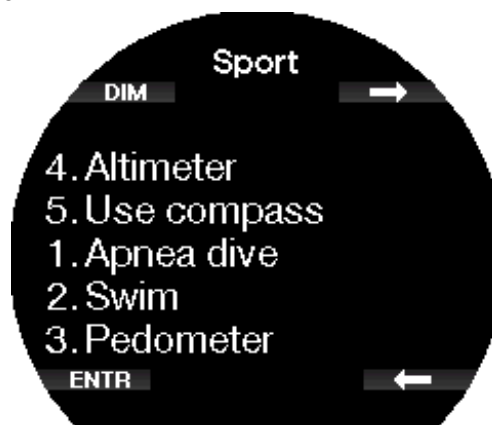 Sport
DIM
4. Altimeter
5. Use compass
1. Apnea dive
2. Swim
3. Pedometer
ENTR